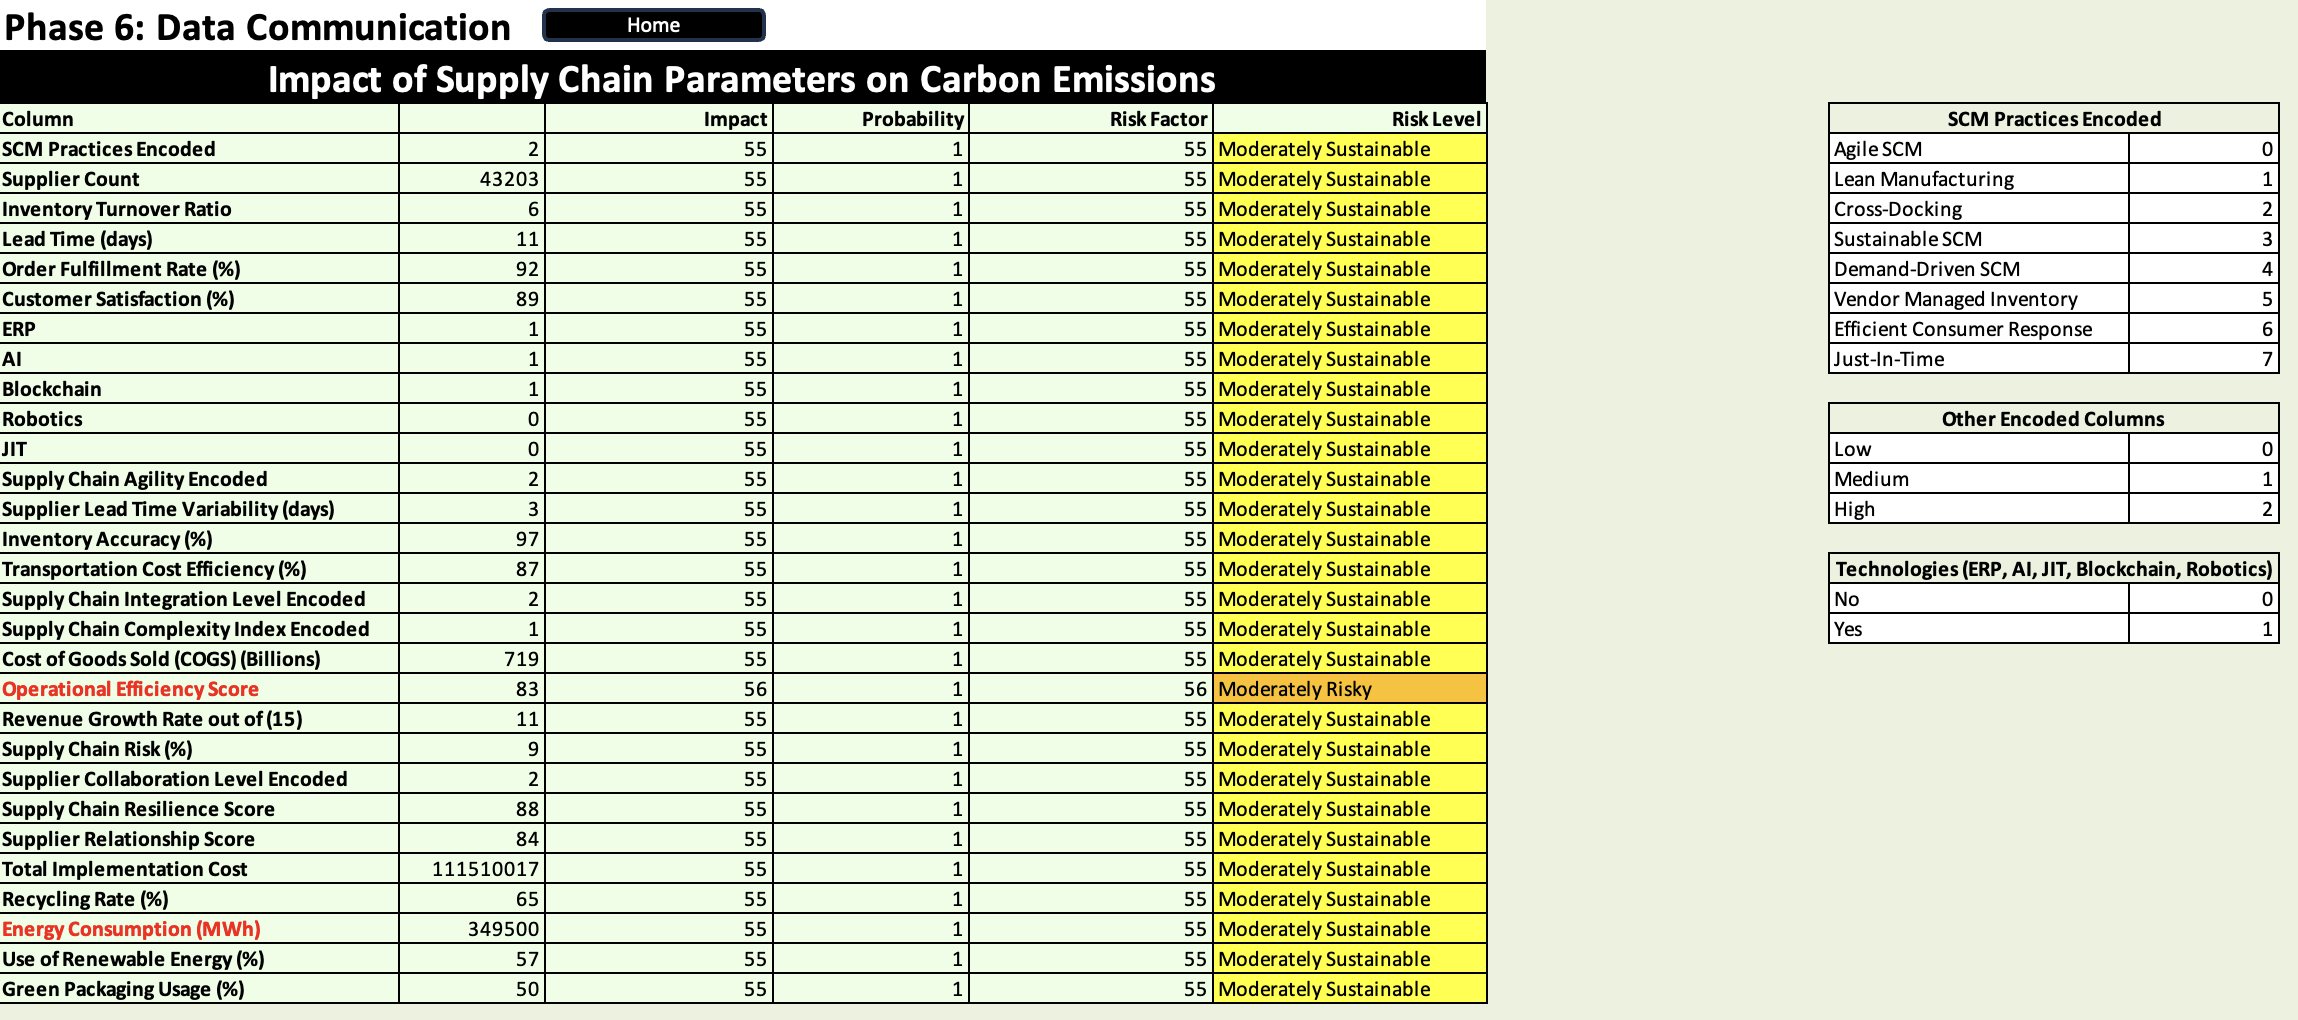 Phase 6: Data Communication Home
Impact of Supply Chain Parameters on Carbon Emissions
Column Impact Probability Risk Factor Risk Level
SCM Practices Encoded 2 55 1 55 Moderately Sustainable
Supplier Count 43203 55 1 55 Moderately Sustainable
Inventory Turnover Ratio 6 55 1 55 Moderately Sustainable
Lead Time (days) 11 55 1 55 Moderately Sustainable
Order Fulfillment Rate (%) 92 55 1 55 Moderately Sustainable
Customer Satisfaction (%) 89 55 1 55 Moderately Sustainable
ERP 1 55 1 55 Moderately Sustainable
AI 1 55 1 55 Moderately Sustainable
Blockchain 1 55 1 55 Moderately Sustainable
Robotics 0 55 1 55 Moderately Sustainable
JIT 0 55 1 55 Moderately Sustainable
Supply Chain Agility Encoded 2 55 1 55 Moderately Sustainable
Supplier Lead Time Variability (days) 3 55 1 55 Moderately Sustainable
Inventory Accuracy (%) 97 55 1 55 Moderately Sustainable
Transportation Cost Efficiency (%) 87 55 1 55 Moderately Sustainable
Supply Chain Integration Level Encoded 2 55 1 55 Moderately Sustainable
Supply Chain Complexity Index Encoded 1 55 1 55 Moderately Sustainable
Cost of Goods Sold (COGS) (Billions) 719 55 1 55 Moderately Sustainable
Operational Efficiency Score 83 56 1 56 Moderately Risky
Revenue Growth Rate out of (15) 11 55 1 55 Moderately Sustainable
Supply Chain Risk (%) 9 55 1 55 Moderately Sustainable
Supplier Collaboration Level Encoded 2 55 1 55 Moderately Sustainable
Supply Chain Resilience Score 88 55 1 55 Moderately Sustainable
Supplier Relationship Score 84 55 1 55 Moderately Sustainable
Total Implementation Cost 111510017 55 1 55 Moderately Sustainable
Recycling Rate (%) 65 55 1 55 Moderately Sustainable
Energy Consumption (MWh) 349500 55 1 55 Moderately Sustainable
Use of Renewable Energy (%) 57 55 1 55 Moderately Sustainable
Green Packaging Usage (%) 50 55 1 55 Moderately Sustainable
SCM Practices Encoded
Agile SCM 0
Lean Manufacturing 1
Cross-Docking 2
Sustainable SCM 3
Demand-Driven SCM 4
Vendor Managed Inventory 5
Efficient Consumer Response 6
Just-In-Time 7
Other Encoded Columns
Low 0
Medium 1
High 2
Technologies (ERP, AI, JIT, Blockchain, Robotics)
No 0
Yes 1